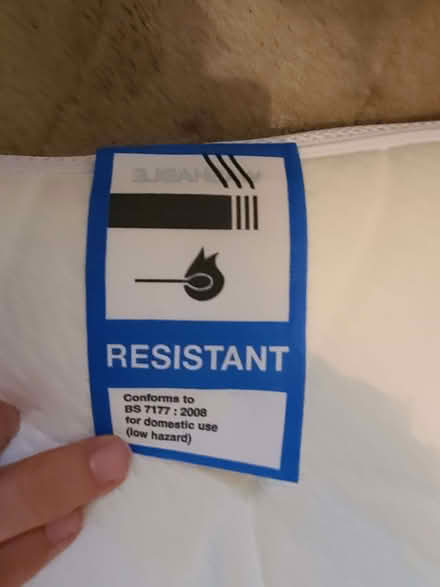 RESISTANT
Conforms to
BS 7177 : 2008
for domestic use
(low hazard)